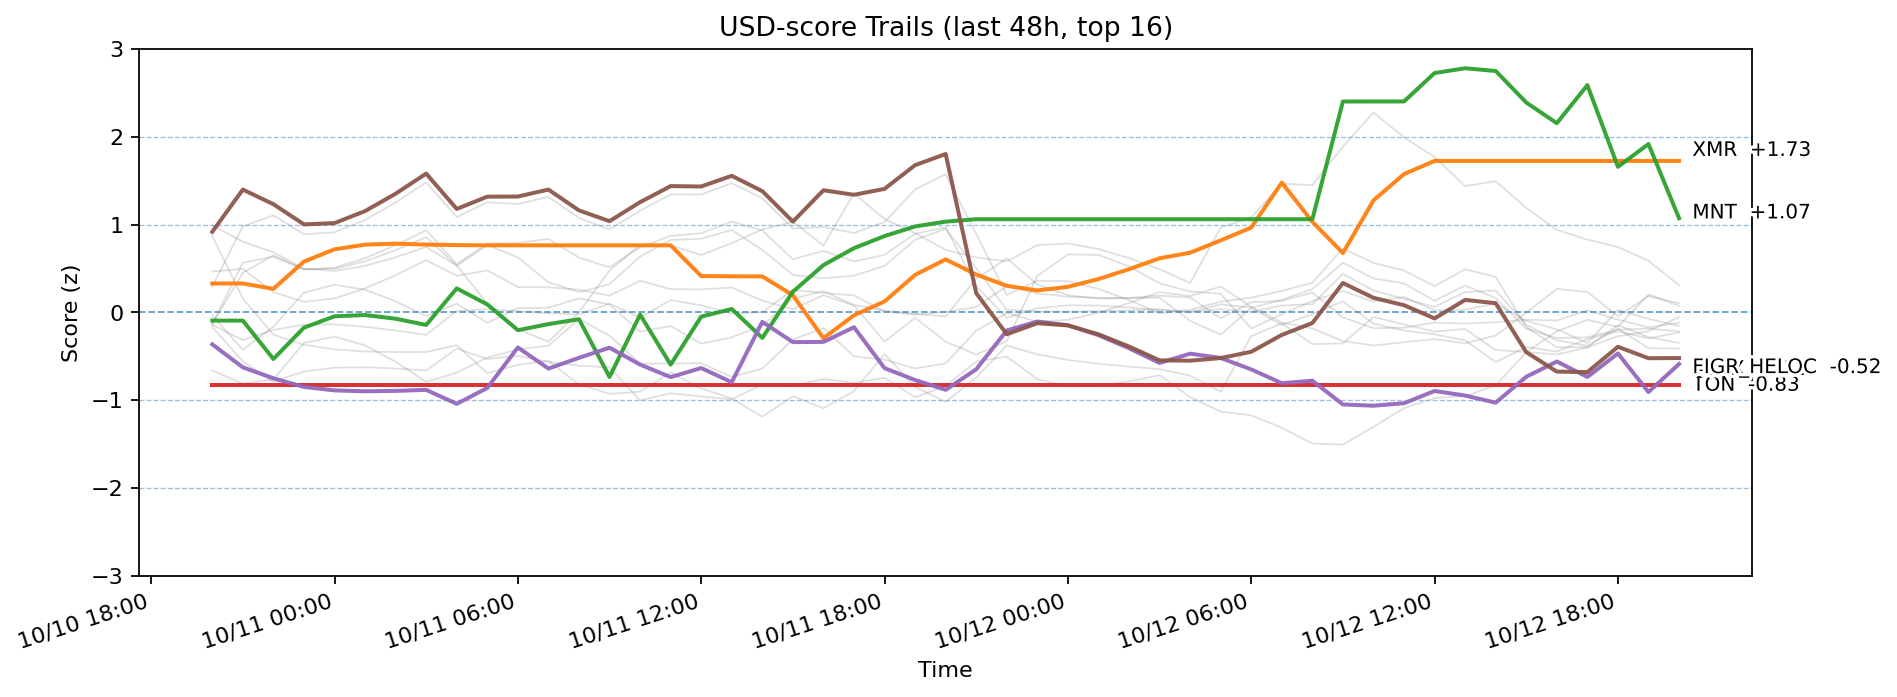 USD-score Trails (last 48h, top 16)
Score (z)
3
2
1
0
−1
−2
−3
XMR +1.73
MNT +1.07
HELOC -0.52
TON -0.83
10/10 18:00
10/11 00:00
10/11 06:00
10/11 12:00
10/11 18:00
10/12 00:00
10/12 06:00
10/12 12:00
10/12 18:00
Time